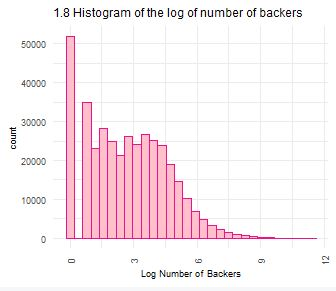 1.8 Histogram of the log of number of backers
50000
40000
30000
20000
10000
0
count
0 3 6 9 12
Log Number of Backers